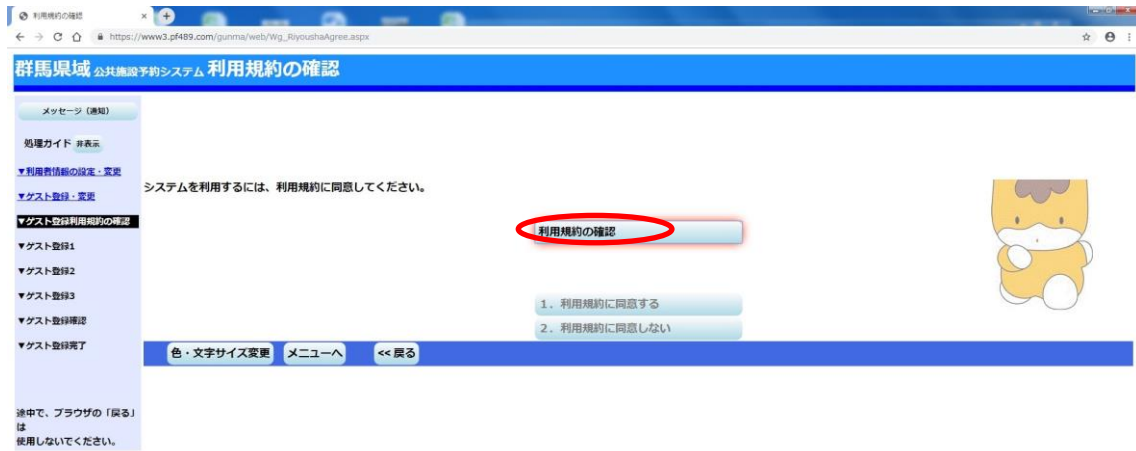 利用規約の確認
https://www3.pf489.com/gunma/web/Wg_RiyoushaAgree.aspx
群馬県域 公共施設予約システム 利用規約の確認
メッセージ（通知）
処理ガイド 非表示
▼利用者情報の設定・変更
▼ゲスト登録・変更
▼ゲスト登録利用規約の確認
▼ゲスト登録1
▼ゲスト登録2
▼ゲスト登録3
▼ゲスト登録確認
▼ゲスト登録完了
途中で、ブラウザの「戻る」
は
使用しないでください。
システムを利用するには、利用規約に同意してください。
利用規約の確認
1．利用規約に同意する
2．利用規約に同意しない
色・文字サイズ変更 メニューへ <<戻る